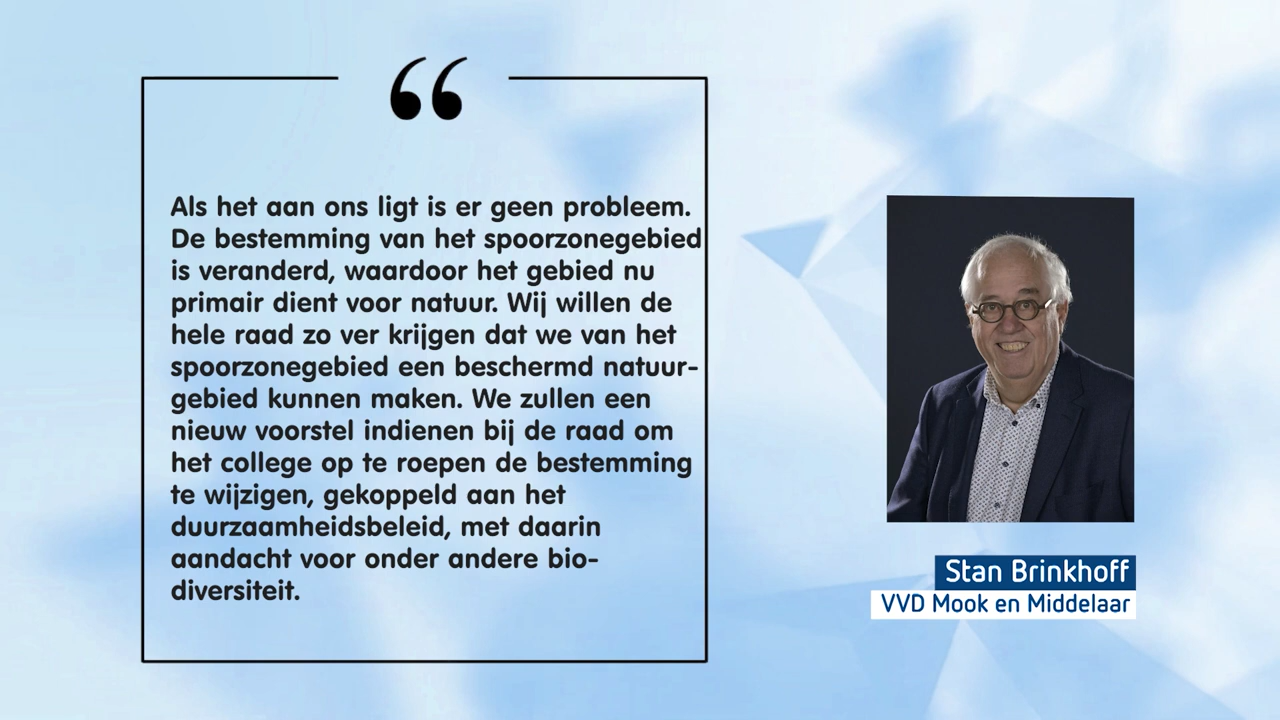 “
Als het aan ons ligt is er geen probleem.
De bestemming van het spoorzonegebied
is veranderd, waardoor het gebied nu
primair dient voor natuur. Wij willen de
hele raad zo ver krijgen dat we van het
spoorzonegebied een beschermd natuur-
gebied kunnen maken. We zullen een
nieuw voorstel indienen bij de raad om
het college op te roepen de bestemming
te wijzigen, gekoppeld aan het
duurzaamheidsbeleid, met daarin
aandacht voor onder andere bio-
diversiteit.
Stan Brinkhoff
VVD Mook en Middelaar